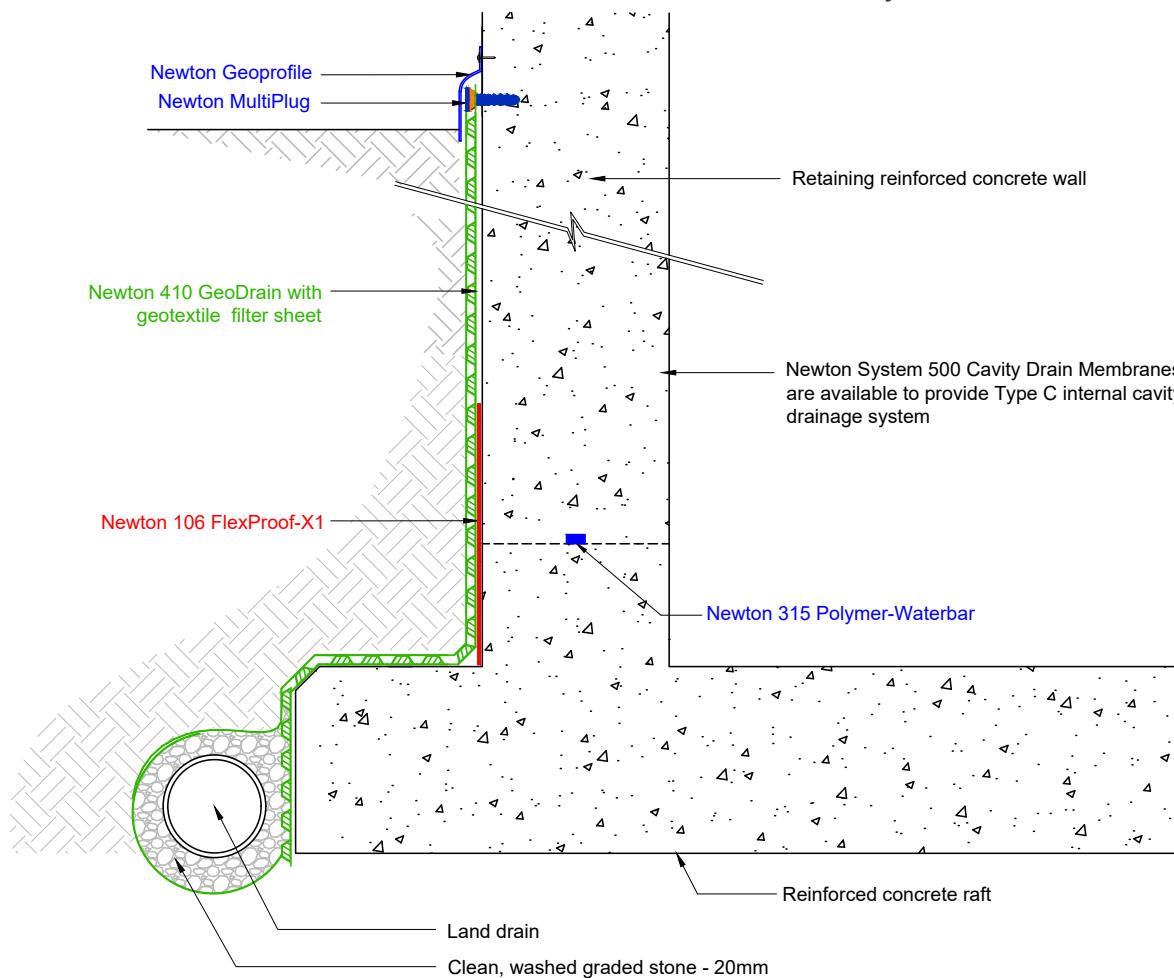 Newton Geoprofile
Newton MultiPlug
Retaining reinforced concrete wall
Newton 410 GeoDrain with
geotextile filter sheet
Newton System 500 Cavity Drain Membranes
are available to provide Type C internal cavity
drainage system
Newton 106 FlexProof-X1
Newton 315 Polymer-Waterbar
Reinforced concrete raft
Land drain
Clean, washed graded stone - 20mm